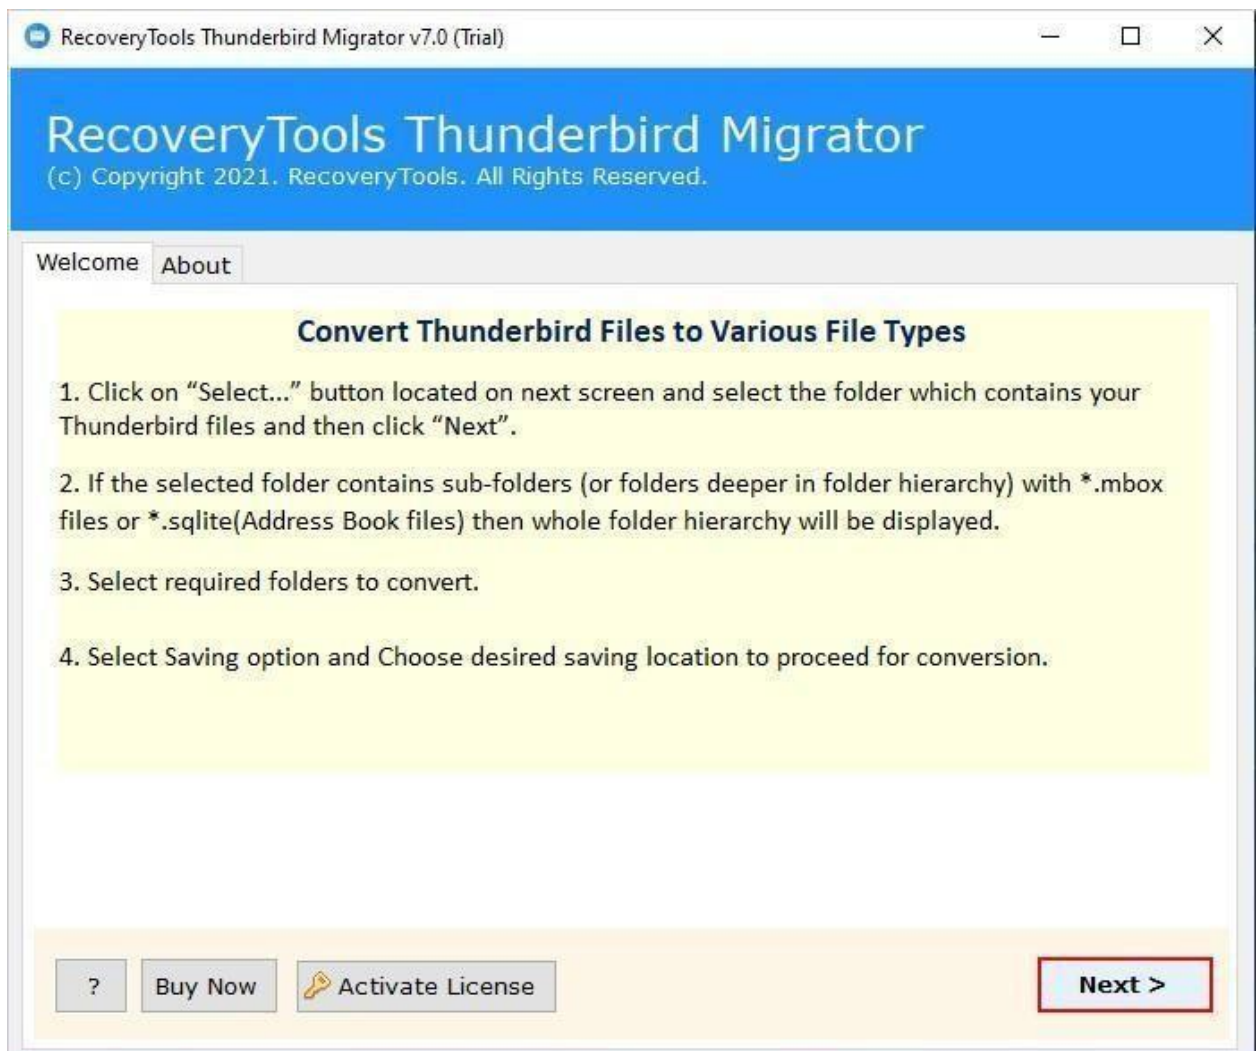 RecoveryTools Thunderbird Migrator v7.0 (Trial)
RecoveryTools Thunderbird Migrator
(c) Copyright 2021. RecoveryTools. All Rights Reserved.
Welcome
About
Convert Thunderbird Files to Various File Types
1. Click on “Select...” button located on next screen and select the folder which contains your
Thunderbird files and then click “Next”.
2. If the selected folder contains sub-folders (or folders deeper in folder hierarchy) with *.mbox
files or *.sqlite(Address Book files) then whole folder hierarchy will be displayed.
3. Select required folders to convert.
4. Select Saving option and Choose desired saving location to proceed for conversion.
?
Buy Now
Activate License
Next >